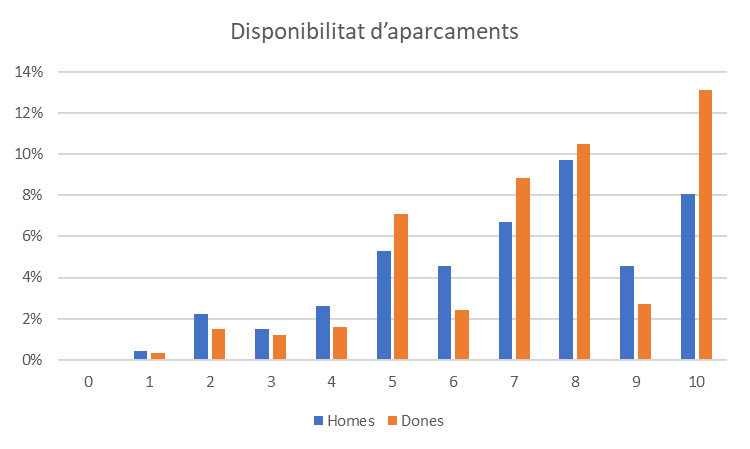 Disponibilitat d’aparcaments
14%
12%
10%
8%
6%
4%
2%
0%
0 1 2 3 4 5 6 7 8 9 10
Homes Dones